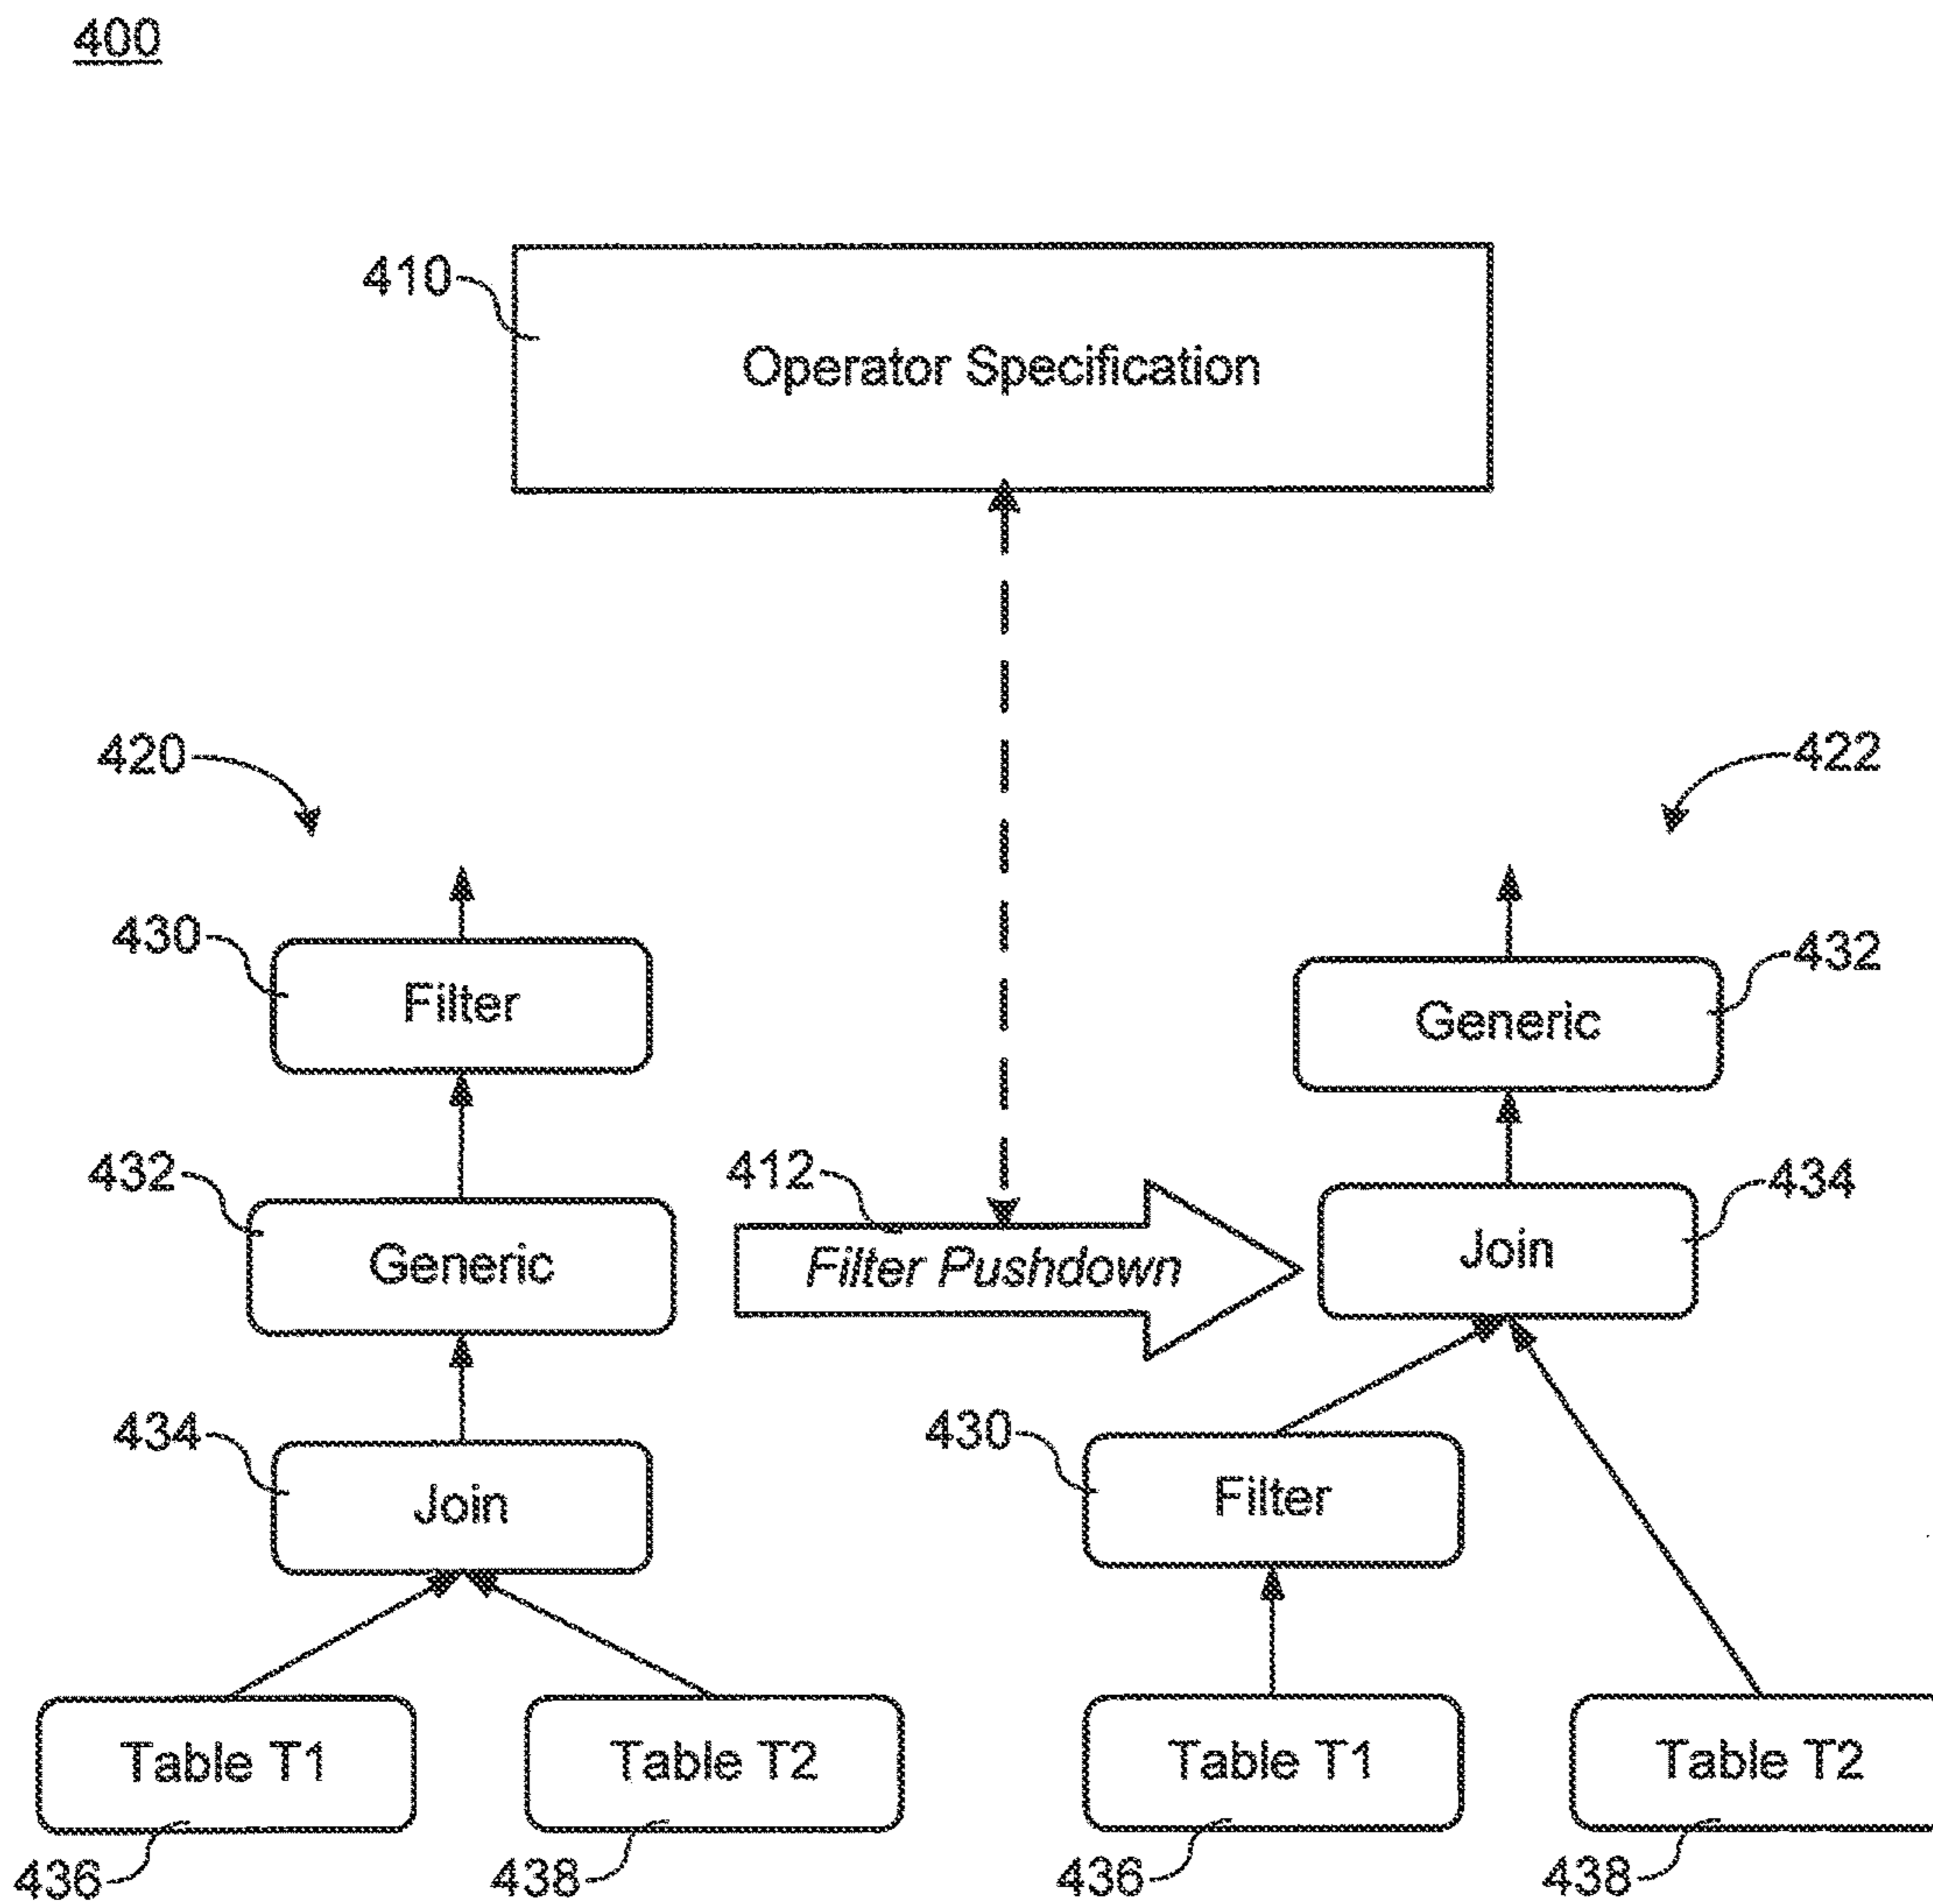 400
410
Operator Specification
420
422
430
Filter
432
Generic
432
Generic
412
Filter Pushdown
434
Join
434
Join
430
Filter
Table T1
Table T2
Table T1
Table T2
436
438
436
438